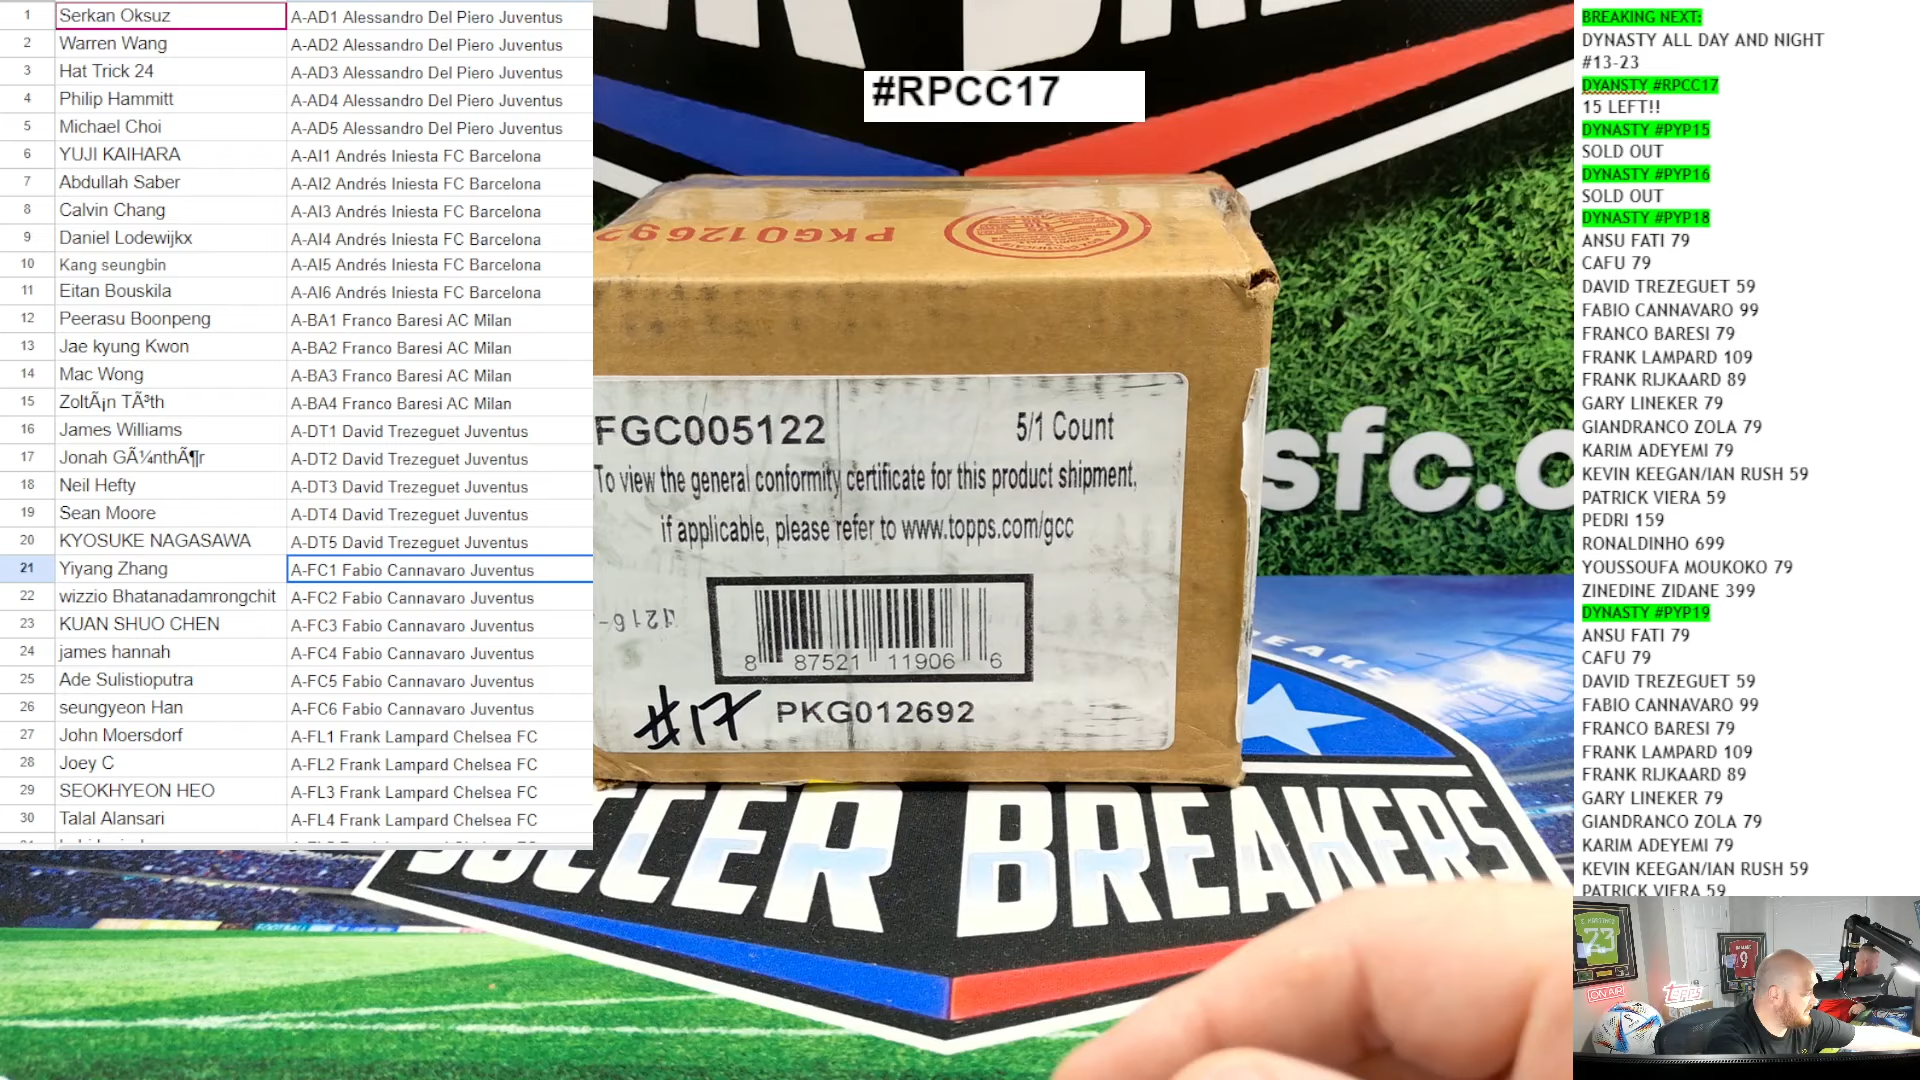 1 Serkan Oksuz A-AD1 Alessandro Del Piero Juventus
2 Warren Wang A-AD2 Alessandro Del Piero Juventus
3 Hat Trick 24 A-AD3 Alessandro Del Piero Juventus
4 Philip Hammitt A-AD4 Alessandro Del Piero Juventus
5 Michael Choi A-AD5 Alessandro Del Piero Juventus
6 YUJI KAIHARA A-AI1 Andrés Iniesta FC Barcelona
7 Abdullah Saber A-AI2 Andrés Iniesta FC Barcelona
8 Calvin Chang A-AI3 Andrés Iniesta FC Barcelona
9 Daniel Lodewijkx A-AI4 Andrés Iniesta FC Barcelona
10 Kang seungbin A-AI5 Andrés Iniesta FC Barcelona
11 Eitan Bouskila A-AI6 Andrés Iniesta FC Barcelona
12 Peerasu Boonpeng A-BA1 Franco Baresi AC Milan
13 Jae kyung Kwon A-BA2 Franco Baresi AC Milan
14 Mac Wong A-BA3 Franco Baresi AC Milan
15 ZoltÃ¡n TÃ³th A-BA4 Franco Baresi AC Milan
16 James Williams A-DT1 David Trezeguet Juventus
17 Jonah GÃ¼nthÃ¶r A-DT2 David Trezeguet Juventus
18 Neil Hefty A-DT3 David Trezeguet Juventus
19 Sean Moore A-DT4 David Trezeguet Juventus
20 KYOSUKE NAGASAWA A-DT5 David Trezeguet Juventus
21 Yiyang Zhang A-FC1 Fabio Cannavaro Juventus
22 wizzio Bhatanadamrongchit A-FC2 Fabio Cannavaro Juventus
23 KUAN SHUO CHEN A-FC3 Fabio Cannavaro Juventus
24 james hannah A-FC4 Fabio Cannavaro Juventus
25 Ade Sulistioputra A-FC5 Fabio Cannavaro Juventus
26 seungyeon Han A-FC6 Fabio Cannavaro Juventus
27 John Moersdorf A-FL1 Frank Lampard Chelsea FC
28 Joey C A-FL2 Frank Lampard Chelsea FC
29 SEOKHYEON HEO A-FL3 Frank Lampard Chelsea FC
30 Talal Alansari A-FL4 Frank Lampard Chelsea FC
#RPCC17
PKG012692
FGC005122 5/1 Count
To view the general conformity certificate for this product shipment,
if applicable, please refer to www.topps.com/gcc
1216-
8 87521 11906 6
#17 PKG012692
sfc.c
SOCCER BREAKERS
FOOTBALL
BREAKING NEXT:
DYNASTY ALL DAY AND NIGHT
#13-23
DYANSTY #RPCC17
15 LEFT!!
DYNASTY #PYP15
SOLD OUT
DYNASTY #PYP16
SOLD OUT
DYNASTY #PYP18
ANSU FATI 79
CAFU 79
DAVID TREZEGUET 59
FABIO CANNAVARO 99
FRANCO BARESI 79
FRANK LAMPARD 109
FRANK RIJKAARD 89
GARY LINEKER 79
GIANDRANCO ZOLA 79
KARIM ADEYEMI 79
KEVIN KEEGAN/IAN RUSH 59
PATRICK VIERA 59
PEDRI 159
RONALDINHO 699
YOUSSOUFA MOUKOKO 79
ZINEDINE ZIDANE 399
DYNASTY #PYP19
ANSU FATI 79
CAFU 79
DAVID TREZEGUET 59
FABIO CANNAVARO 99
FRANCO BARESI 79
FRANK LAMPARD 109
FRANK RIJKAARD 89
GARY LINEKER 79
GIANDRANCO ZOLA 79
KARIM ADEYEMI 79
KEVIN KEEGAN/IAN RUSH 59
PATRICK VIERA 59
23
9
ON AIR
topps